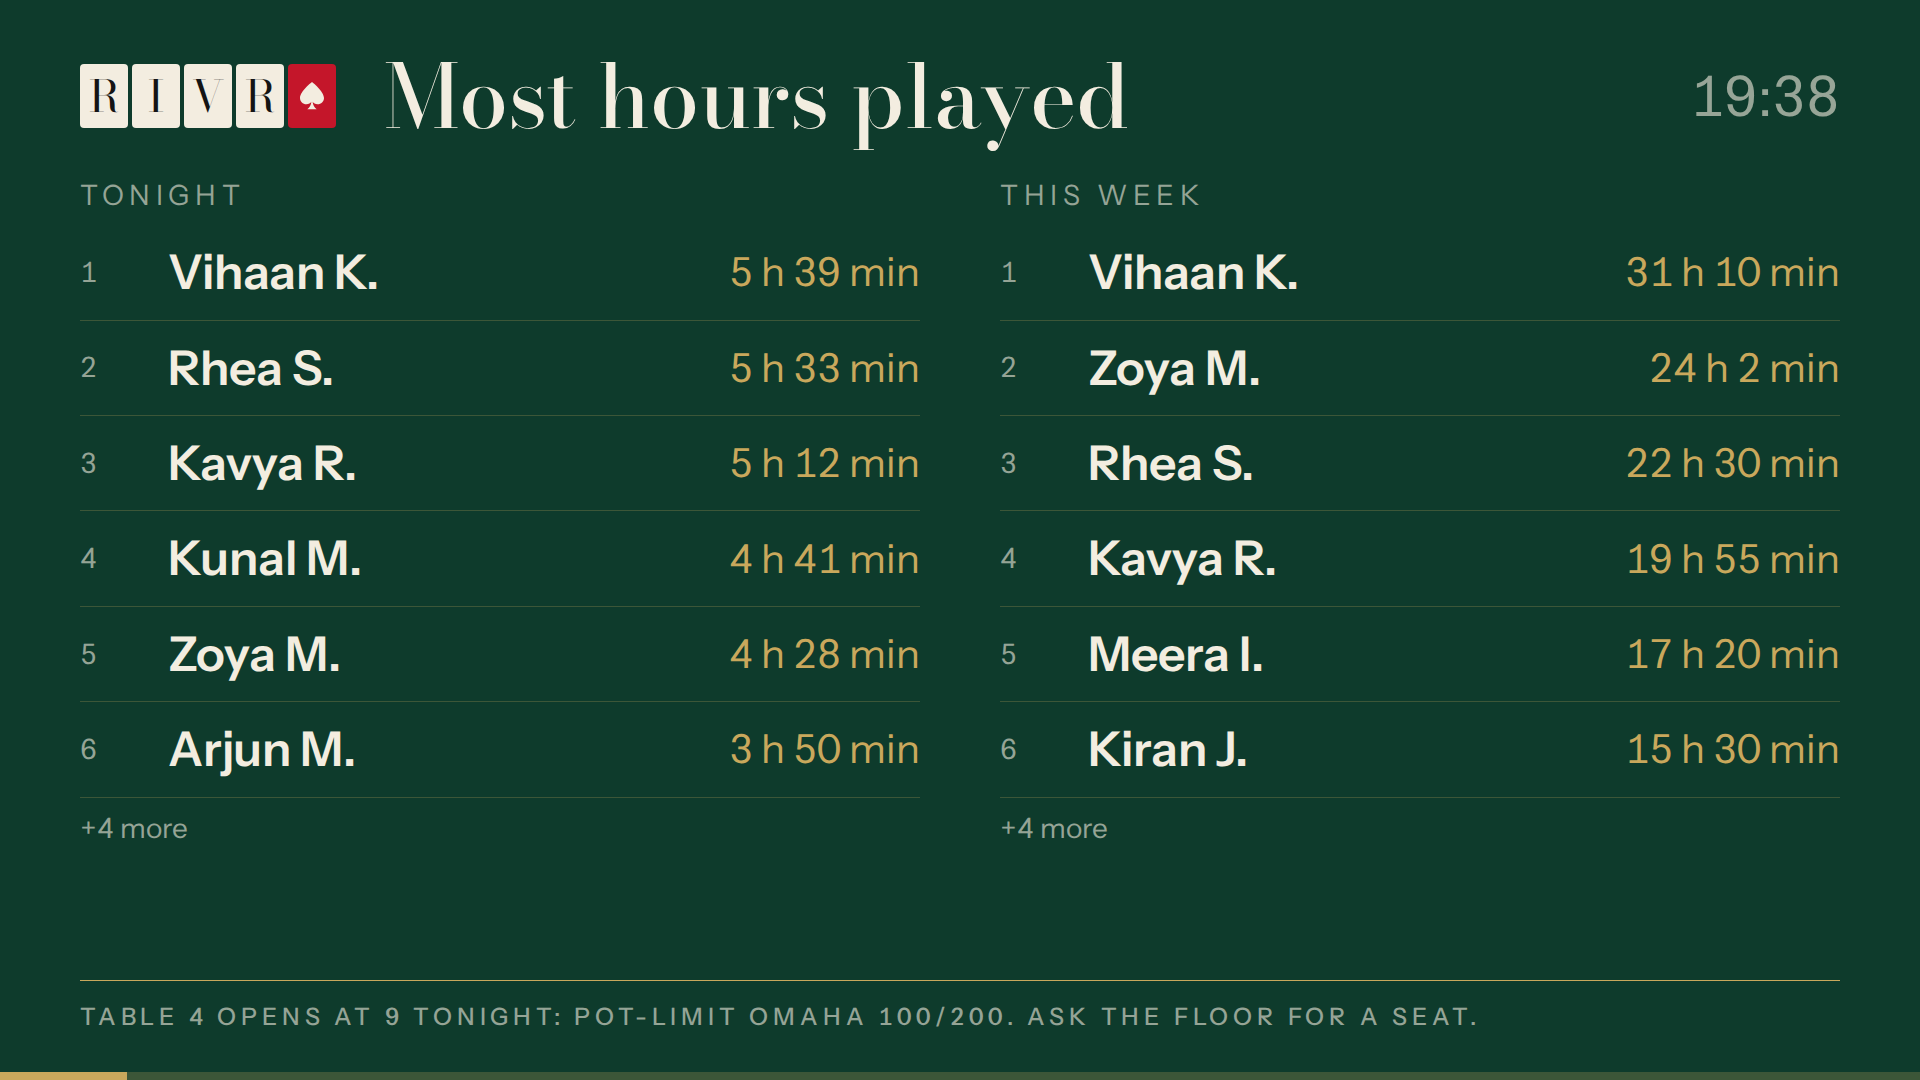 RIVR♠ Most hours played 19:38
TONIGHT
1 Vihaan K. 5 h 39 min
2 Rhea S. 5 h 33 min
3 Kavya R. 5 h 12 min
4 Kunal M. 4 h 41 min
5 Zoya M. 4 h 28 min
6 Arjun M. 3 h 50 min
+4 more
THIS WEEK
1 Vihaan K. 31 h 10 min
2 Zoya M. 24 h 2 min
3 Rhea S. 22 h 30 min
4 Kavya R. 19 h 55 min
5 Meera I. 17 h 20 min
6 Kiran J. 15 h 30 min
+4 more
TABLE 4 OPENS AT 9 TONIGHT: POT-LIMIT OMAHA 100/200. ASK THE FLOOR FOR A SEAT.